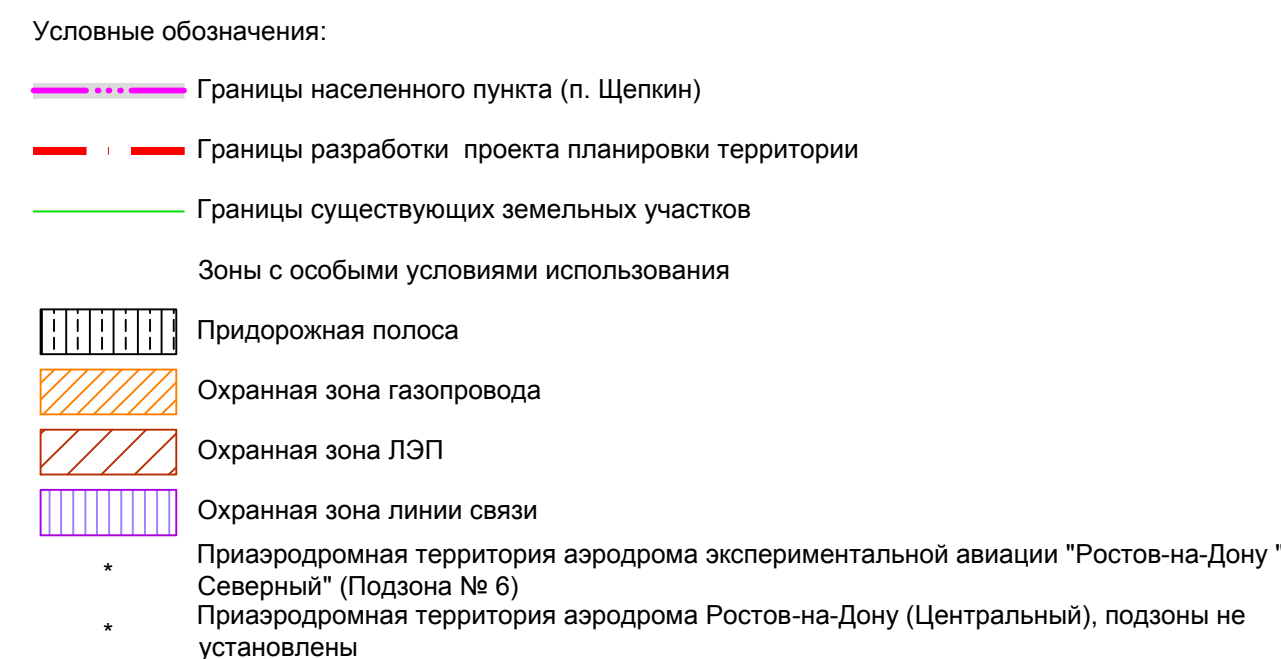 Условные обозначения:
Границы населенного пункта (п. Щепкин)
Границы разработки проекта планировки территории
Границы существующих земельных участков
Зоны с особыми условиями использования
Придорожная полоса
Охранная зона газопровода
Охранная зона ЛЭП
Охранная зона линии связи
* Приаэродромная территория аэродрома экспериментальной авиации "Ростов-на-Дону "
Северный" (Подзона № 6)
* Приаэродромная территория аэродрома Ростов-на-Дону (Центральный), подзоны не
установлены